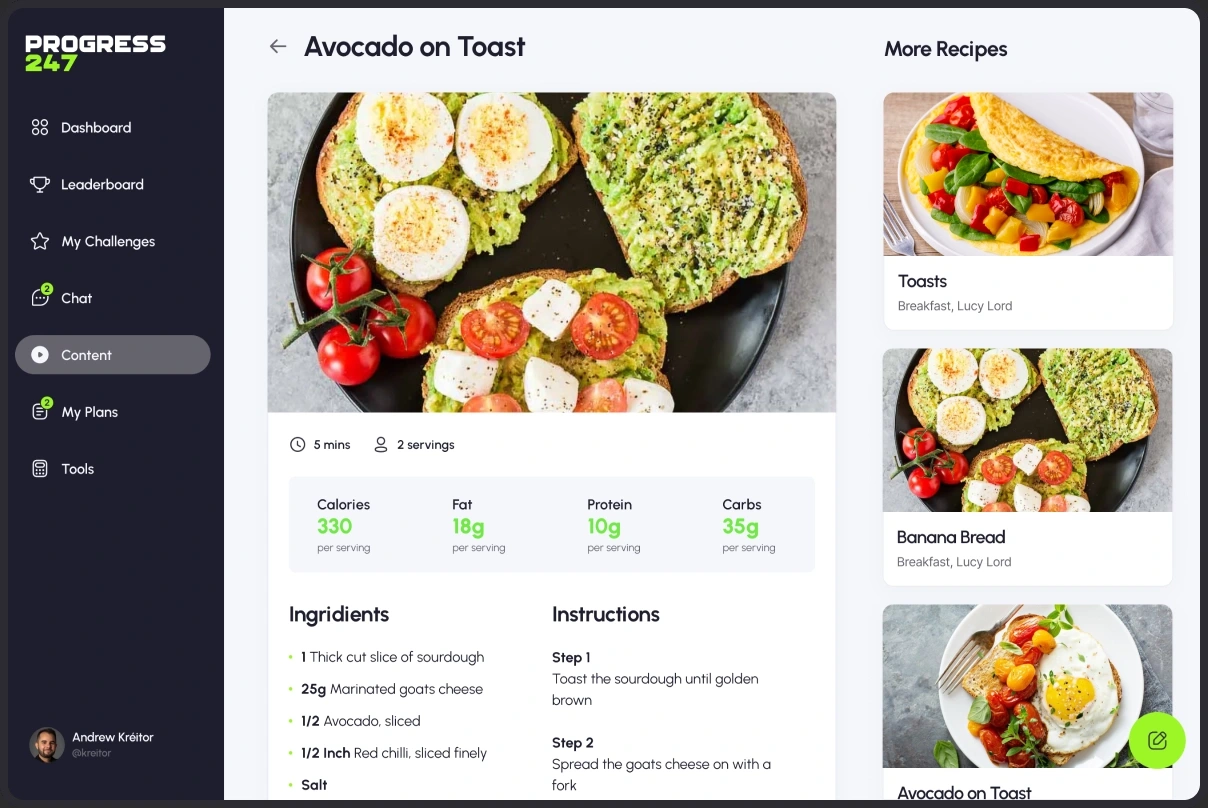 PROGRESS
247
Dashboard
Leaderboard
My Challenges
2
Chat
Content
2
My Plans
Tools
Andrew Kréitor
@kreitor
Avocado on Toast
5 mins
2 servings
Calories
330
per serving
Fat
18g
per serving
Protein
10g
per serving
Carbs
35g
per serving
Ingridients
1 Thick cut slice of sourdough
25g Marinated goats cheese
1/2 Avocado, sliced
1/2 Inch Red chilli, sliced finely
Salt
Instructions
Step 1
Toast the sourdough until golden
brown
Step 2
Spread the goats cheese on with a
fork
More Recipes
Toasts
Breakfast, Lucy Lord
Banana Bread
Breakfast, Lucy Lord
Avocado on Toast